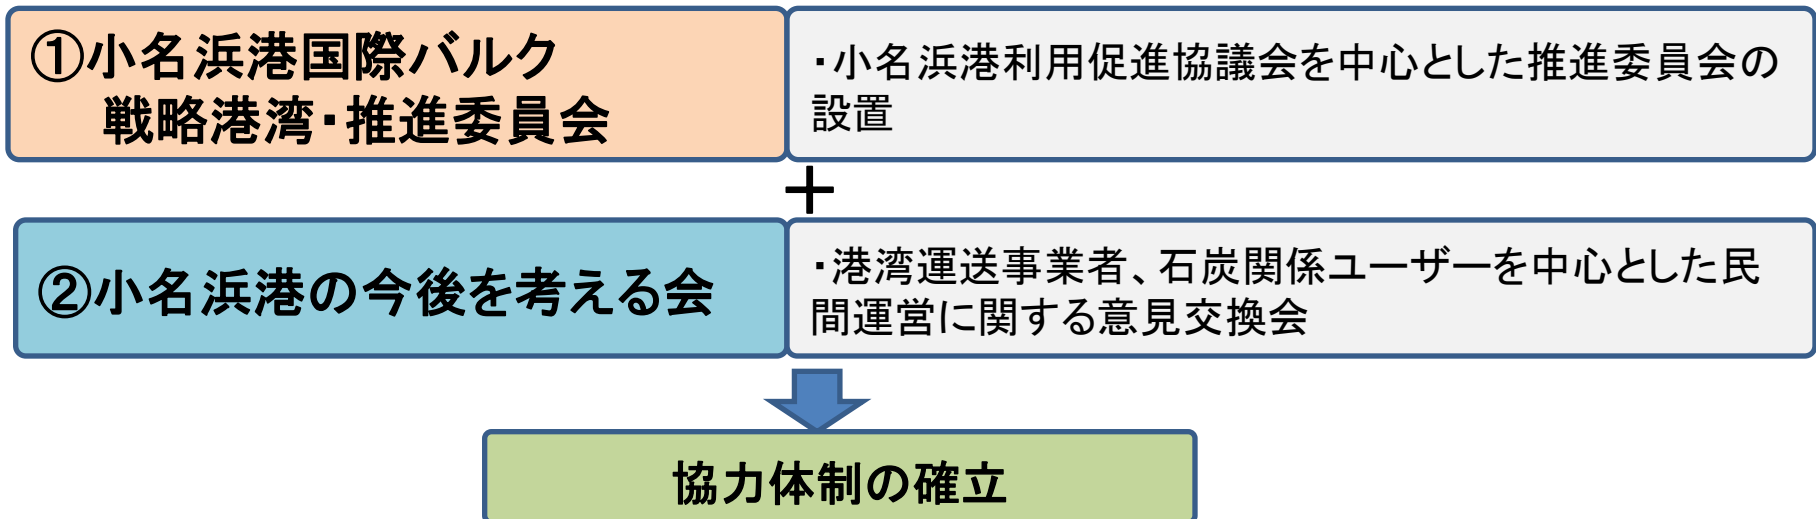 ①小名浜港国際バルク
戦略港湾・推進委員会
・小名浜港利用促進協議会を中心とした推進委員会の
設置
＋
②小名浜港の今後を考える会
・港湾運送事業者、石炭関係ユーザーを中心とした民
間運営に関する意見交換会
協力体制の確立